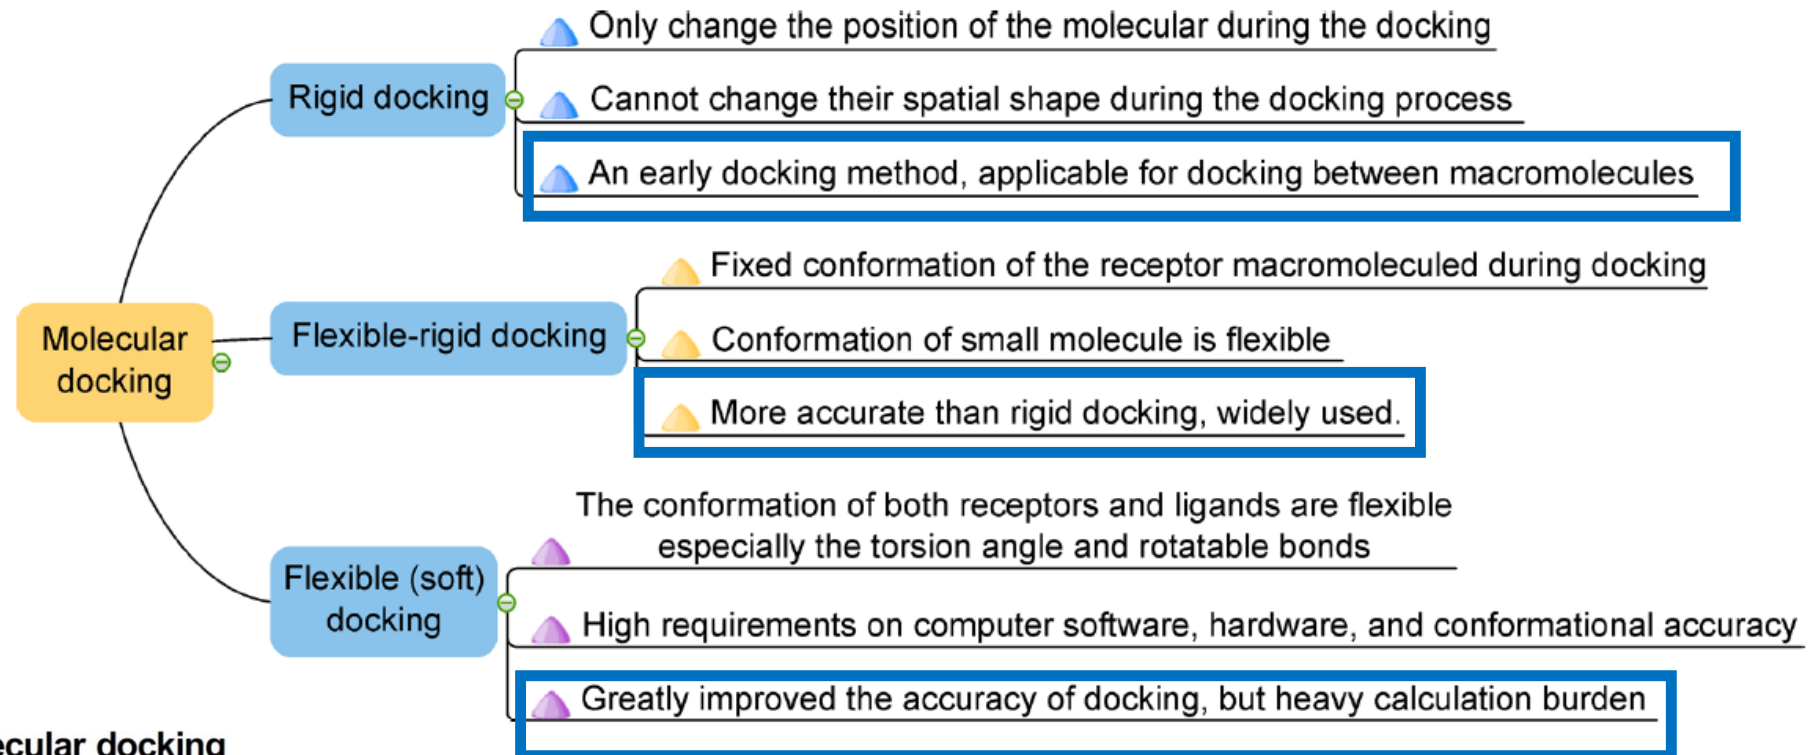 Only change the position of the molecular during the docking
Rigid docking
Cannot change their spatial shape during the docking process
An early docking method, applicable for docking between macromolecules
Fixed conformation of the receptor macromoleculed during docking
Molecular
docking
Flexible-rigid docking
Conformation of small molecule is flexible
More accurate than rigid docking, widely used.
The conformation of both receptors and ligands are flexible
especially the torsion angle and rotatable bonds
Flexible (soft)
docking
High requirements on computer software, hardware, and conformational accuracy
Greatly improved the accuracy of docking, but heavy calculation burden
docking